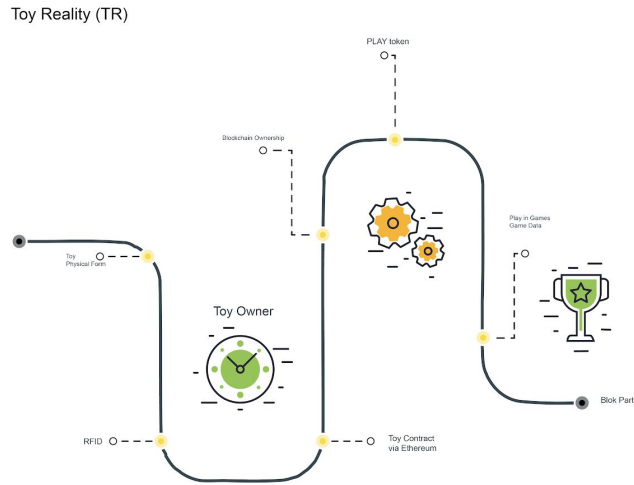 Toy Reality (TR)
PLAY token
Blockchain Ownership
Play in Games
Game Data
Toy
Physical Form
Toy Owner
Blok Part
RFID
Toy Contract
via Ethereum